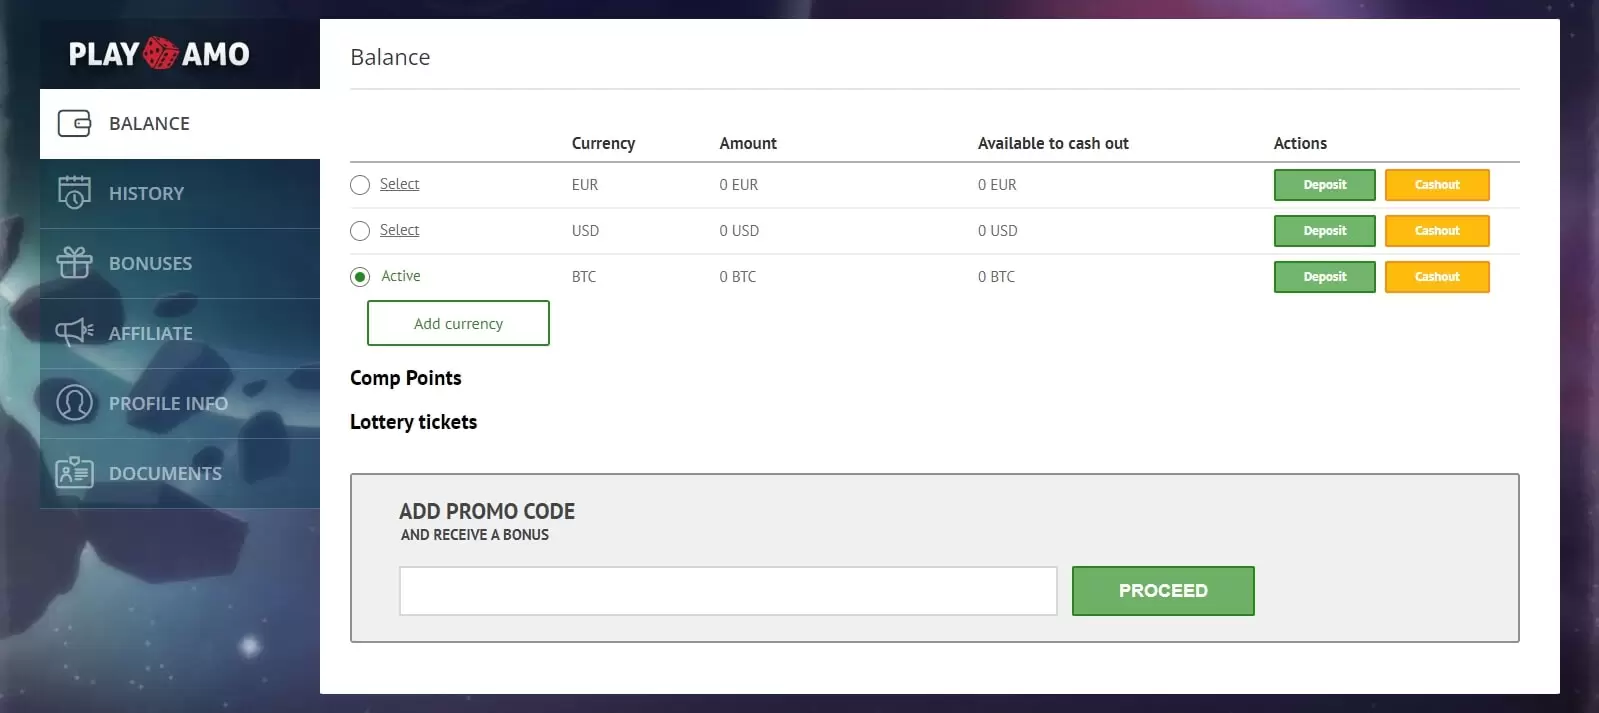 PLAY AMO
BALANCE
HISTORY
BONUSES
AFFILIATE
PROFILE INFO
DOCUMENTS
Balance
Currency Amount Available to cash out Actions
Select EUR 0 EUR 0 EUR Deposit Cashout
Select USD 0 USD 0 USD Deposit Cashout
Active BTC 0 BTC 0 BTC Deposit Cashout
Add currency
Comp Points
Lottery tickets
ADD PROMO CODE
AND RECEIVE A BONUS
PROCEED